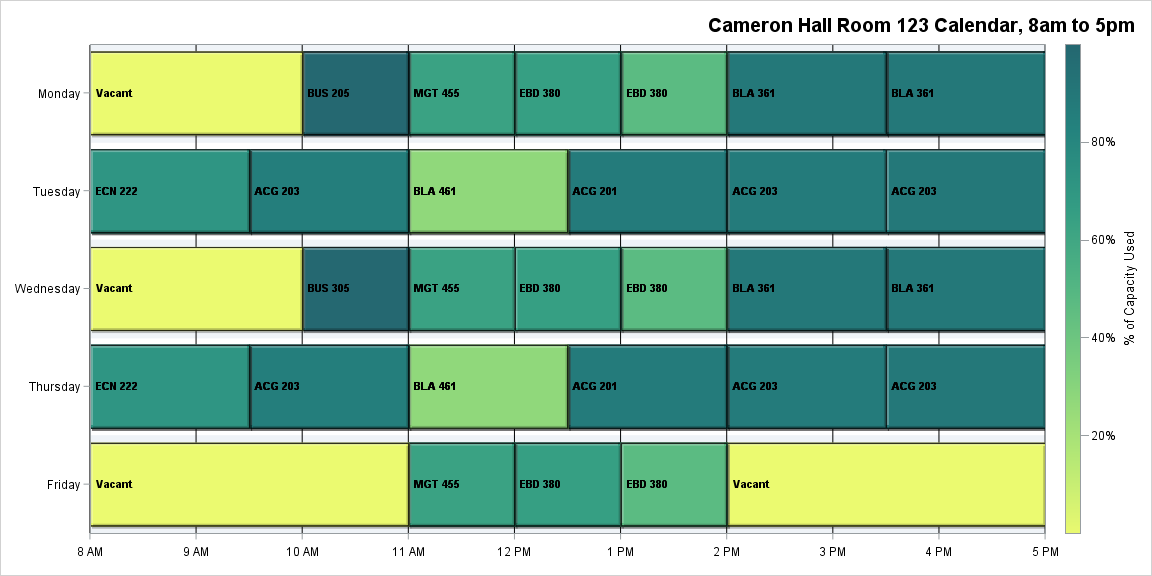 Cameron Hall Room 123 Calendar, 8am to 5pm
Monday
Vacant
BUS 205
MGT 455
EBD 380
EBD 380
BLA 361
BLA 361
Tuesday
ECN 222
ACG 203
BLA 461
ACG 201
ACG 203
ACG 203
Wednesday
Vacant
BUS 305
MGT 455
EBD 380
EBD 380
BLA 361
BLA 361
Thursday
ECN 222
ACG 203
BLA 461
ACG 201
ACG 203
ACG 203
Friday
Vacant
MGT 455
EBD 380
EBD 380
Vacant
8 AM
9 AM
10 AM
11 AM
12 PM
1 PM
2 PM
3 PM
4 PM
5 PM
80%
60%
40%
20%
% of Capacity Used